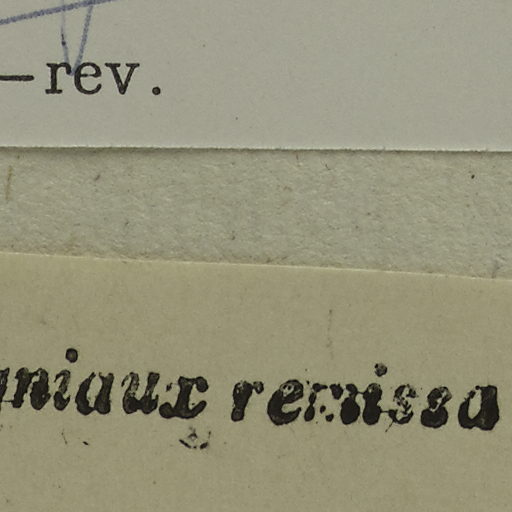 —rev.
gniaux remissa